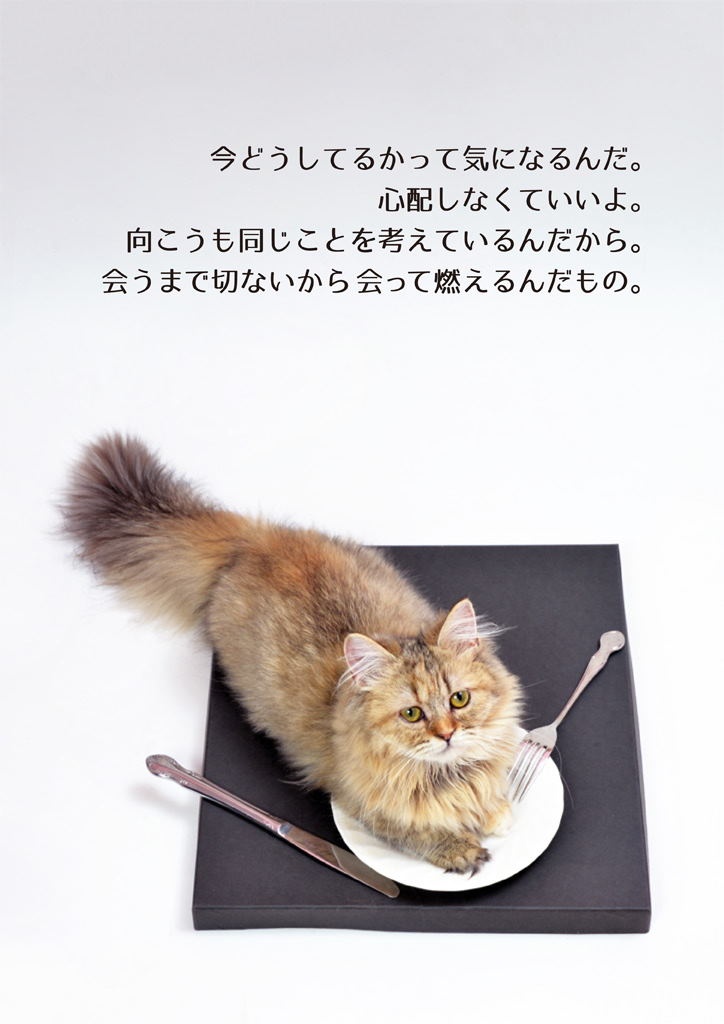 今どうしてるかって気になるんだ。
心配しなくていいよ。
向こうも同じことを考えているんだから。
会うまで切ないから 会って燃えるんだもの。